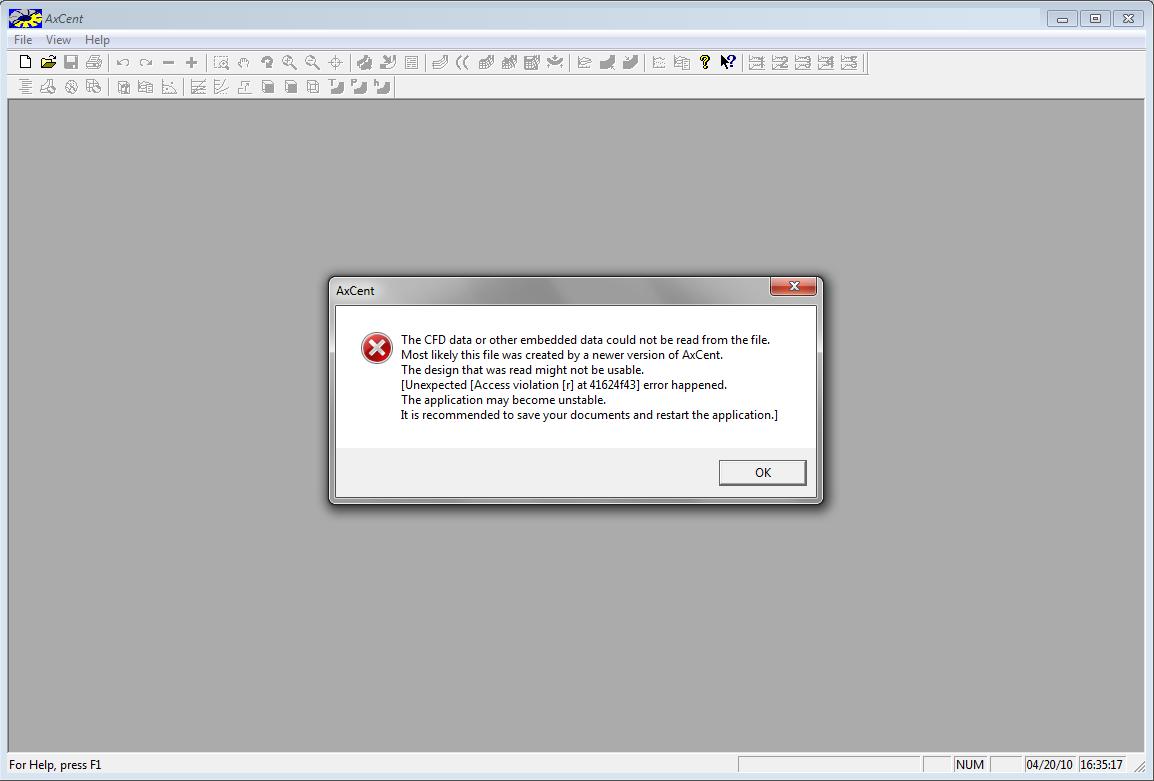 AxCent
File View Help
AxCent
The CFD data or other embedded data could not be read from the file.
Most likely this file was created by a newer version of AxCent.
The design that was read might not be usable.
[Unexpected [Access violation [r] at 41624f43] error happened.
The application may become unstable.
It is recommended to save your documents and restart the application.]
OK
For Help, press F1
NUM
04/20/10
16:35:17